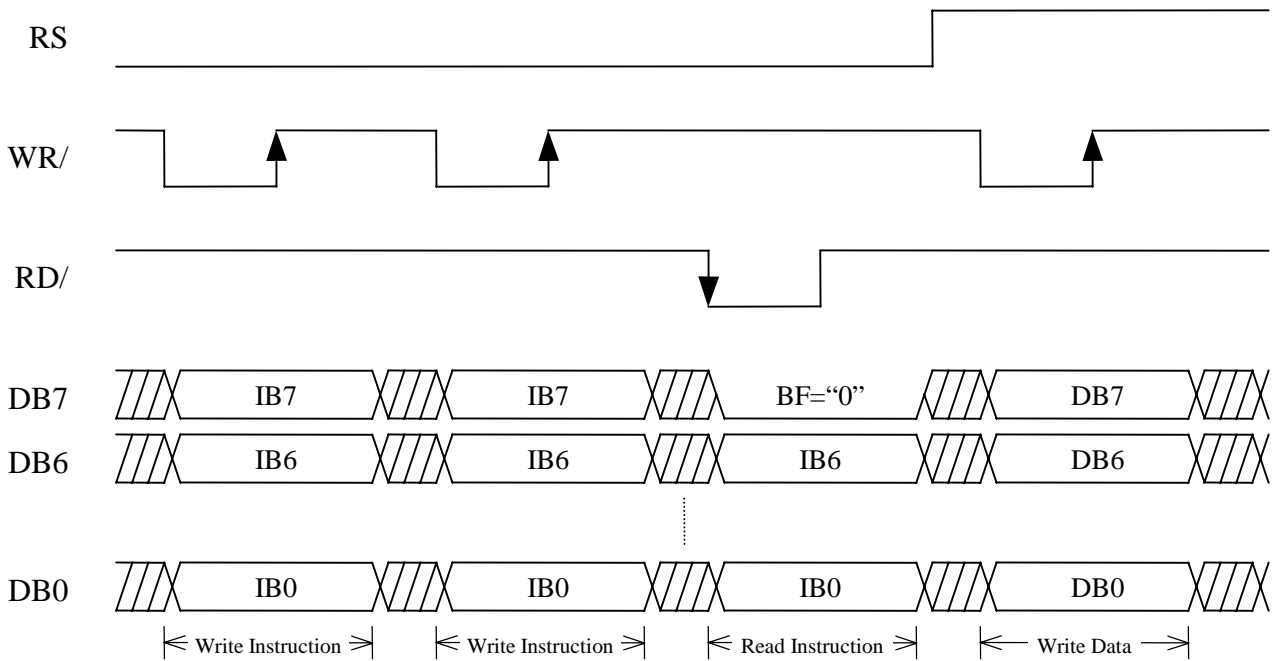 RS
WR/
RD/
DB7 IB7 IB7 BF=“0” DB7
DB6 IB6 IB6 IB6 DB6
DB0 IB0 IB0 IB0 DB0
Write Instruction Write Instruction Read Instruction Write Data